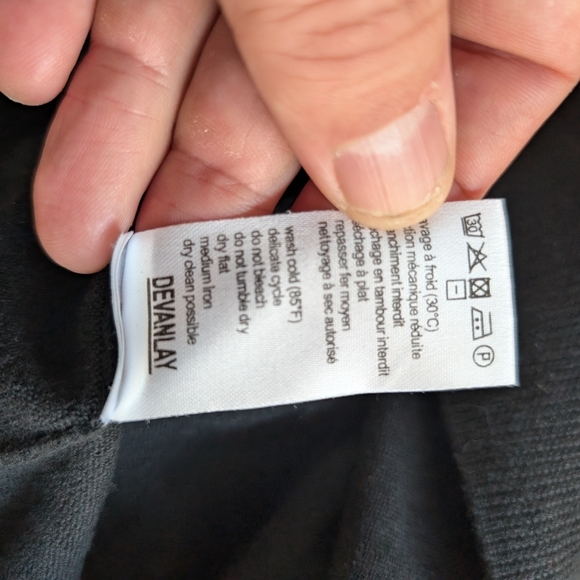 30
P
à froid (30°C)
mécanique réduite
interdit
en tambour interdit
à plat
repasser fer moyen
nettoyage à sec autorisé
wash cold (85°F)
delicate cycle
do not bleach
do not tumble dry
dry flat
medium Iron
dry clean possible
DEVANLAY